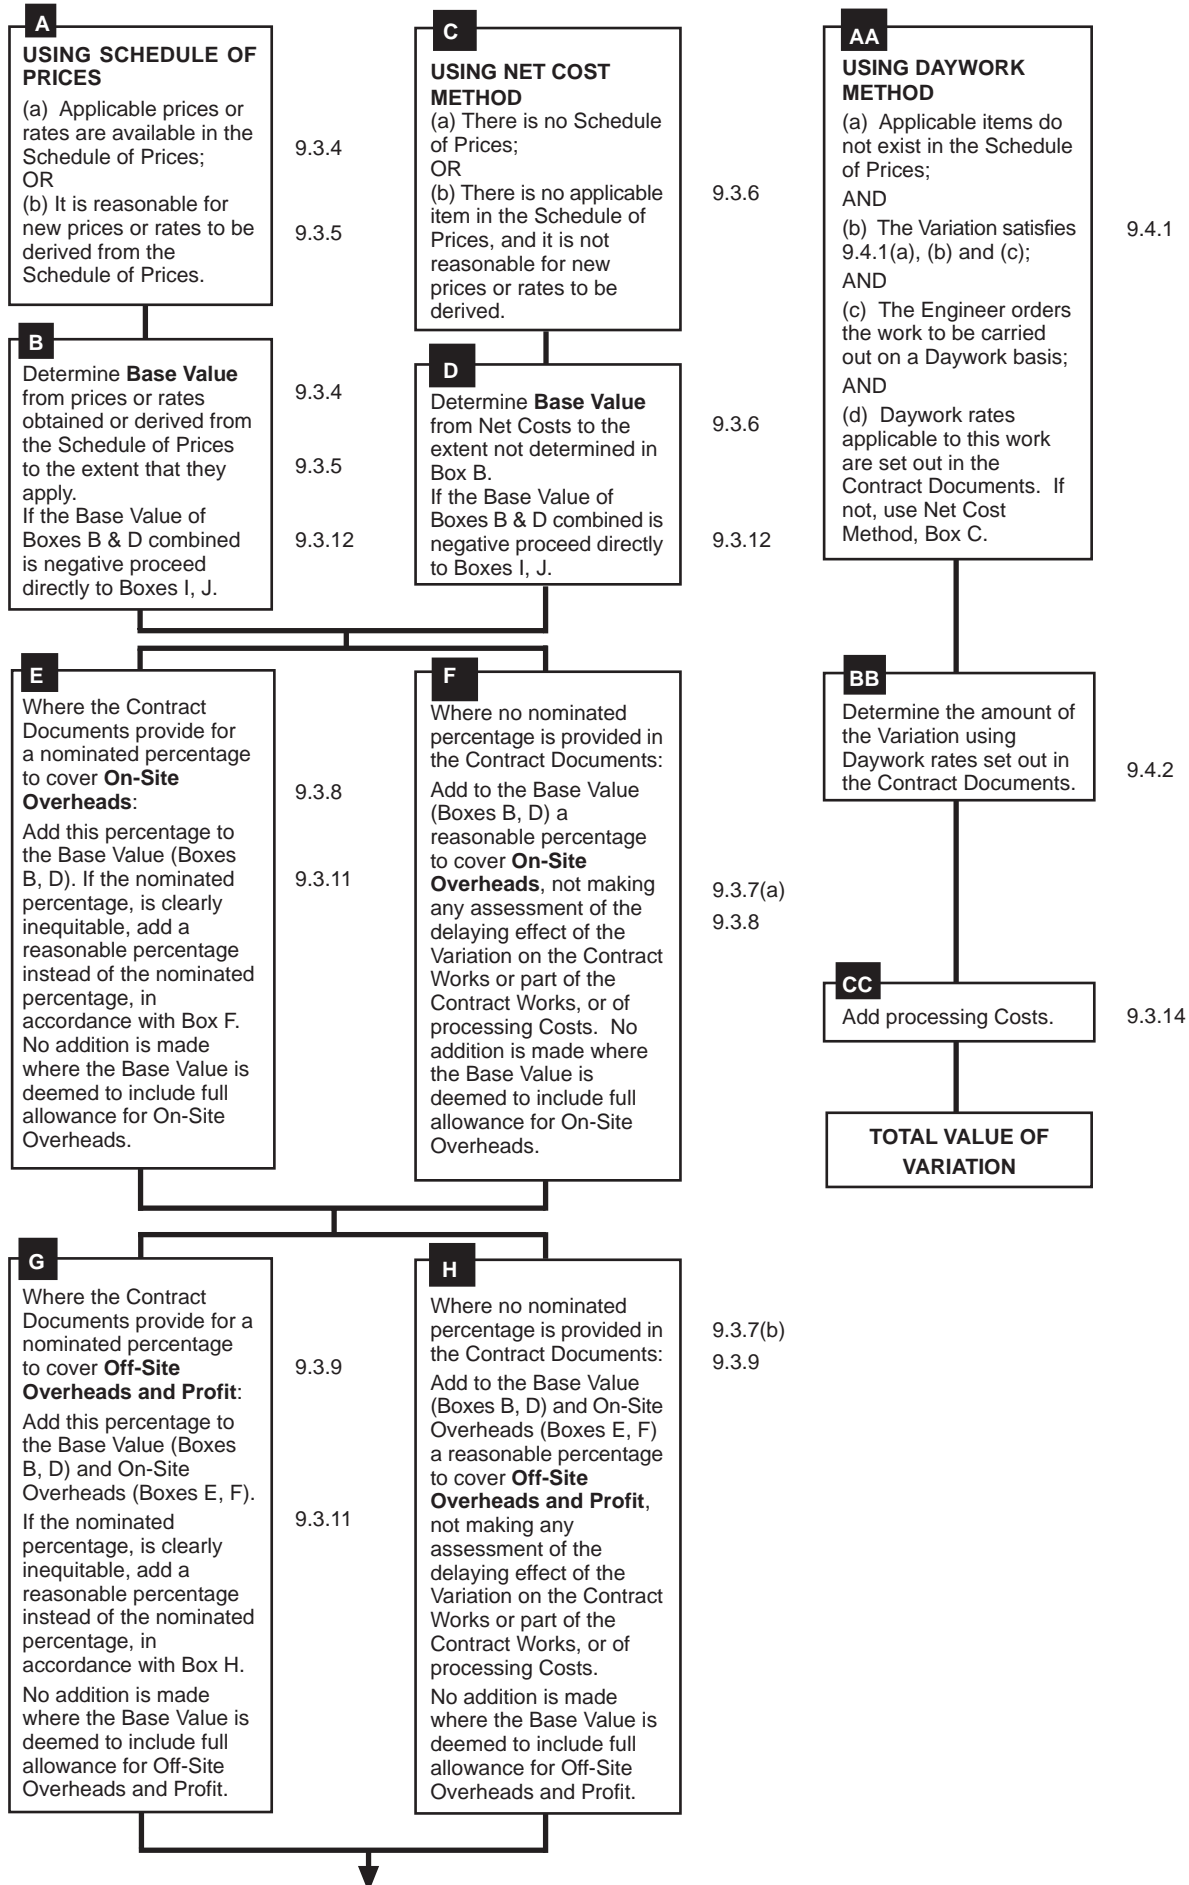 A
USING SCHEDULE OF
PRICES
(a) Applicable prices or
rates are available in the
Schedule of Prices;
OR
(b) It is reasonable for
new prices or rates to be
derived from the
Schedule of Prices.
9.3.4
9.3.5
B
Determine Base Value
from prices or rates
obtained or derived from
the Schedule of Prices
to the extent that they
apply.
If the Base Value of
Boxes B & D combined
is negative proceed
directly to Boxes I, J.
9.3.4
9.3.5
9.3.12
C
USING NET COST
METHOD
(a) There is no Schedule
of Prices;
OR
(b) There is no applicable
item in the Schedule of
Prices, and it is not
reasonable for new
prices or rates to be
derived.
9.3.6
D
Determine Base Value
from Net Costs to the
extent not determined in
Box B.
If the Base Value of
Boxes B & D combined is
negative proceed directly
to Boxes I, J.
9.3.6
9.3.12
E
Where the Contract
Documents provide for
a nominated percentage
to cover On-Site
Overheads:
Add this percentage to
the Base Value (Boxes
B, D). If the nominated
percentage, is clearly
inequitable, add a
reasonable percentage
instead of the nominated
percentage, in
accordance with Box F.
No addition is made
where the Base Value is
deemed to include full
allowance for On-Site
Overheads.
9.3.8
9.3.11
F
Where no nominated
percentage is provided in
the Contract Documents:
Add to the Base Value
(Boxes B, D) a
reasonable percentage
to cover On-Site
Overheads, not making
any assessment of the
delaying effect of the
Variation on the Contract
Works or part of the
Contract Works, or of
processing Costs. No
addition is made where
the Base Value is
deemed to include full
allowance for On-Site
Overheads.
9.3.7(a)
9.3.8
G
Where the Contract
Documents provide for a
nominated percentage
to cover Off-Site
Overheads and Profit:
Add this percentage to
the Base Value (Boxes
B, D) and On-Site
Overheads (Boxes E, F).
If the nominated
percentage, is clearly
inequitable, add a
reasonable percentage
instead of the nominated
percentage, in
accordance with Box H.
No addition is made
where the Base Value is
deemed to include full
allowance for Off-Site
Overheads and Profit.
9.3.9
9.3.11
H
Where no nominated
percentage is provided in
the Contract Documents:
Add to the Base Value
(Boxes B, D) and On-Site
Overheads (Boxes E, F)
a reasonable percentage
to cover Off-Site
Overheads and Profit,
not making any
assessment of the
delaying effect of the
Variation on the Contract
Works or part of the
Contract Works, or of
processing Costs.
No addition is made
where the Base Value is
deemed to include full
allowance for Off-Site
Overheads and Profit.
9.3.7(b)
9.3.9
AA
USING DAYWORK
METHOD
(a) Applicable items do
not exist in the Schedule
of Prices;
AND
(b) The Variation satisfies
9.4.1(a), (b) and (c);
AND
(c) The Engineer orders
the work to be carried
out on a Daywork basis;
AND
(d) Daywork rates
applicable to this work
are set out in the
Contract Documents. If
not, use Net Cost
Method, Box C.
9.4.1
BB
Determine the amount of
the Variation using
Daywork rates set out in
the Contract Documents.
9.4.2
CC
Add processing Costs.
9.3.14
TOTAL VALUE OF
VARIATION